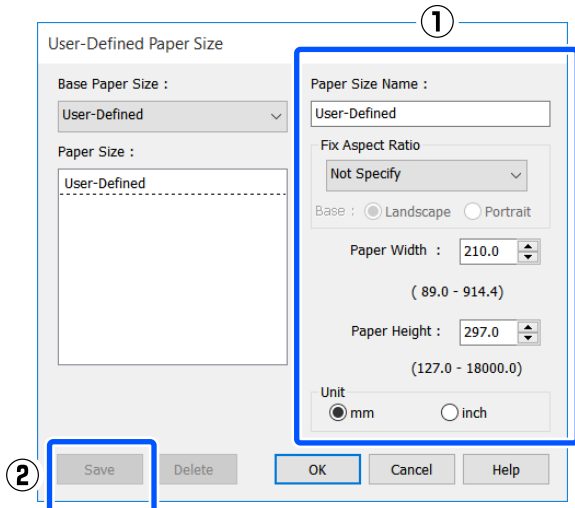 ①
User-Defined Paper Size
Base Paper Size :
User-Defined
Paper Size :
User-Defined
Paper Size Name :
User-Defined
Fix Aspect Ratio
Not Specify
Base : Landscape Portrait
Paper Width : 210.0
( 89.0 - 914.4)
Paper Height : 297.0
(127.0 - 18000.0)
Unit
mm inch
② Save Delete OK Cancel Help